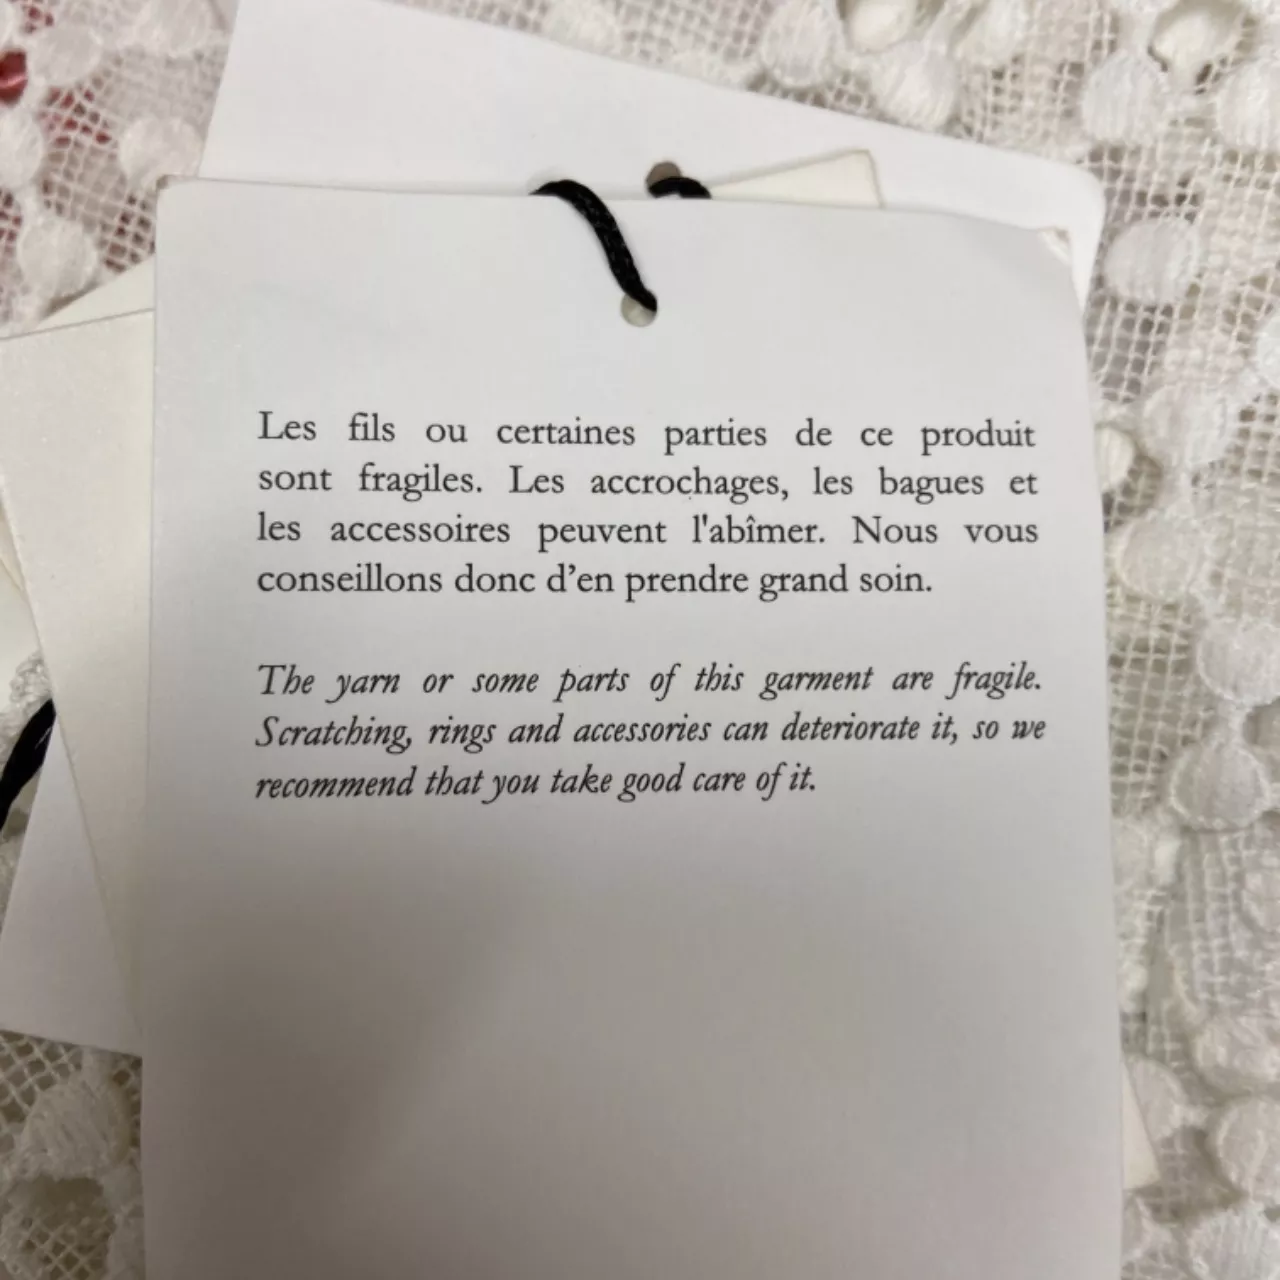 Les fils ou certaines parties de ce produit
sont fragiles. Les accrochages, les bagues et
les accessoires peuvent l'abîmer. Nous vous
conseillons donc d’en prendre grand soin.
The yarn or some parts of this garment are fragile.
Scratching, rings and accessories can deteriorate it, so we
recommend that you take good care of it.